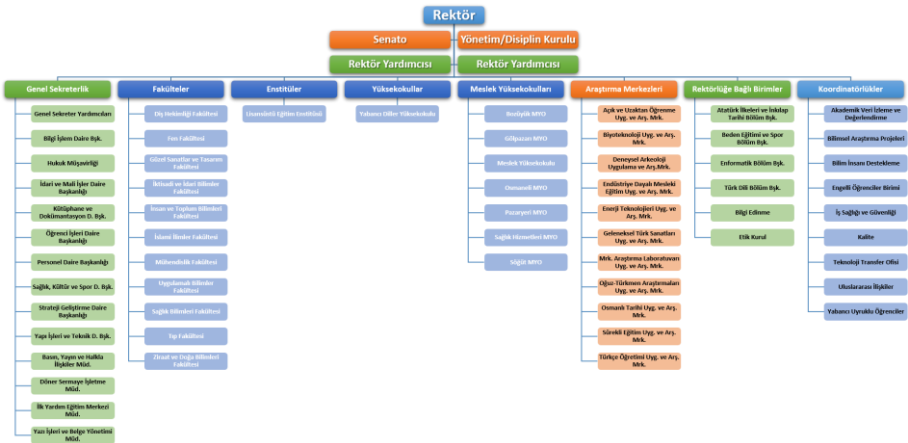 Rektör
Senato
Yönetim/Disiplin Kurulu
Rektör Yardımcısı
Rektör Yardımcısı
Genel Sekreterlik
Genel Sekreter Yardımcıları
Bilgi İşlem Daire Bşk.
Hukuk Müşavirliği
İdari ve Mali İşler Daire
Başkanlığı
Kütüphane ve
Dokümantasyon D. Bşk.
Öğrenci İşleri Daire
Başkanlığı
Personel Daire Başkanlığı
Sağlık, Kültür ve Spor D. Bşk.
Strateji Geliştirme Daire
Başkanlığı
Yapı İşleri ve Teknik D. Bşk.
Basın, Yayın ve Halkla
İlişkiler Müd.
Döner Sermaye İşletme
Müd.
İlk Yardım Eğitim Merkezi
Müd.
Yazı İşleri ve Belge Yönetimi
Müd.
Fakülteler
Diş Hekimliği Fakültesi
Fen Fakültesi
Güzel Sanatlar ve Tasarım
Fakültesi
İktisadi ve İdari Bilimler
Fakültesi
İnsan ve Toplum Bilimleri
Fakültesi
İslami İlimler Fakültesi
Mühendislik Fakültesi
Uygulamalı Bilimler
Fakültesi
Sağlık Bilimleri Fakültesi
Tıp Fakültesi
Ziraat ve Doğa Bilimleri
Fakültesi
Enstitüler
Lisansüstü Eğitim Enstitüsü
Yüksekokullar
Yabancı Diller Yüksekokulu
Meslek Yüksekokulları
Bozüyük MYO
Gölpazarı MYO
Meslek Yüksekokulu
Osmaneli MYO
Pazaryeri MYO
Sağlık Hizmetleri MYO
Söğüt MYO
Araştırma Merkezleri
Açık ve Uzaktan Öğrenme
Uyg. ve Arş. Mrk.
Biyoteknoloji Uyg. ve Arş.
Mrk.
Deneysel Arkeoloji
Uygulama ve Arş.Mrk.
Endüstriye Dayalı Mesleki
Eğitim Uyg. ve Arş. Mrk.
Enerji Teknolojileri Uyg. ve
Arş. Mrk.
Geleneksel Türk Sanatları
Uyg. ve Arş. Mrk.
Mrk. Araştırma Laboratuvarı
Uyg. ve Arş. Mrk.
Oğuz-Türkmen Araştırmaları
Uyg. ve Arş. Mrk.
Osmanlı Tarihi Uyg. ve Arş.
Mrk.
Sürekli Eğitim Uyg. ve Arş.
Mrk.
Türkçe Öğretimi Uyg. ve Arş.
Mrk.
Rektörlüğe Bağlı Birimler
Atatürk İlkeleri ve İnkılap
Tarihi Bölüm Bşk.
Beden Eğitimi ve Spor
Bölüm Bşk.
Enformatik Bölüm Bşk.
Türk Dili Bölüm Bşk.
Bilgi Edinme
Etik Kurul
Koordinatörlükler
Akademik Veri İzleme ve
Değerlendirme
Bilimsel Araştırma Projeleri
Bilim İnsanı Destekleme
Engelli Öğrenciler Birimi
İş Sağlığı ve Güvenliği
Kalite
Teknoloji Transfer Ofisi
Uluslararası İlişkiler
Yabancı Uyruklu Öğrenciler